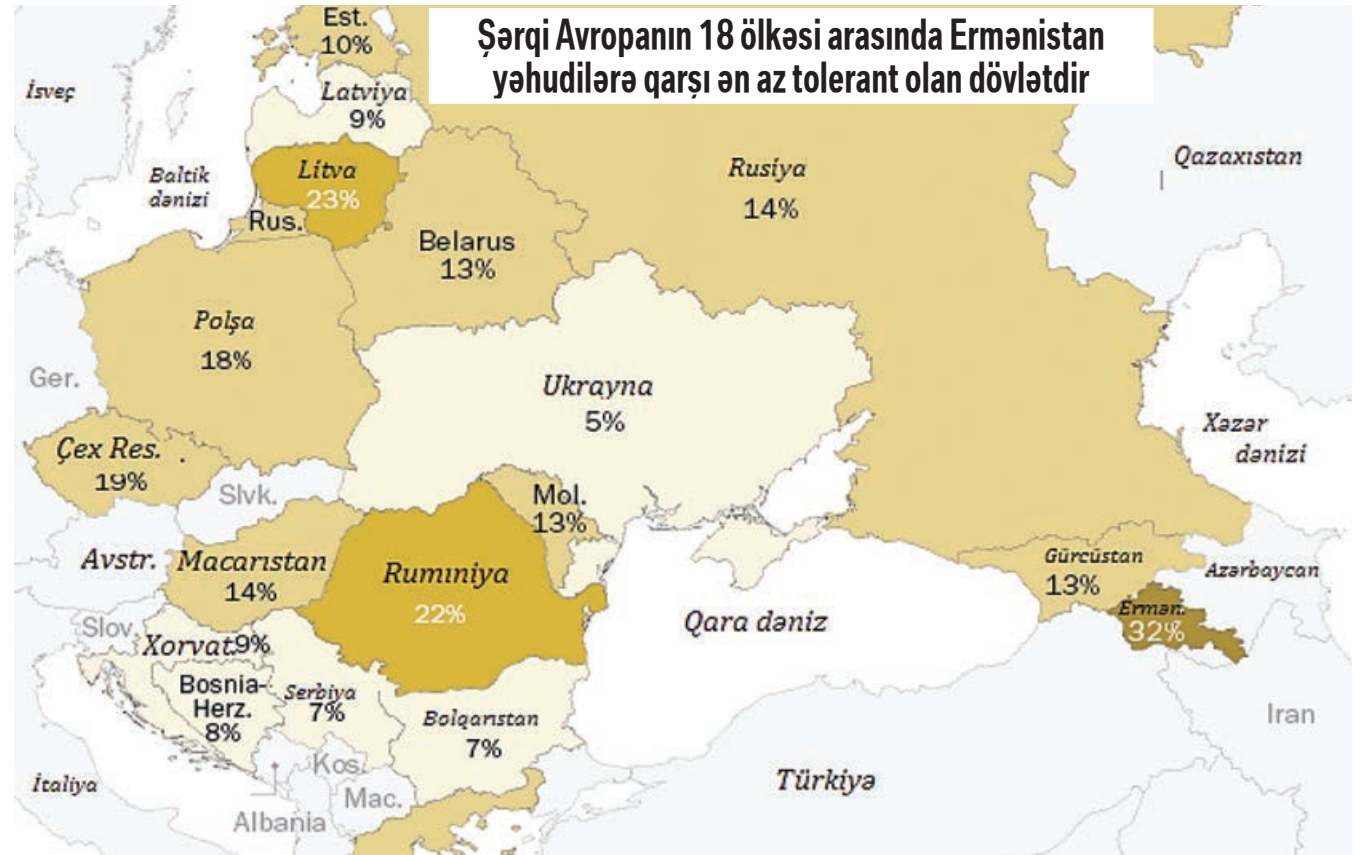 Şərqi Avropanın 18 ölkəsi arasında Ermənistan
yəhudilərə qarşı ən az tolerant olan dövlətdir
Est.
10%
İsveç
Latviya
9%
Baltik
dənizi
Litva
23%
Rus.
Belarus
13%
Rusiya
14%
Qazaxıstan
Polşa
18%
Ger.
Ukrayna
5%
Xəzər
dənizi
Çex Res.
19%
Slvk.
Mol.
13%
Avstr.
Macarıstan
14%
Rumıniya
22%
Gürcüstan
13%
Azərbaycan
Ermən.
32%
Qara dəniz
Slov.
Xorvat.9%
Bosnia-
Herz.
8%
Serbiya
7%
Bolqarıstan
7%
Iran
Kos.
Mac.
Albania
İtaliya
Türkiyə